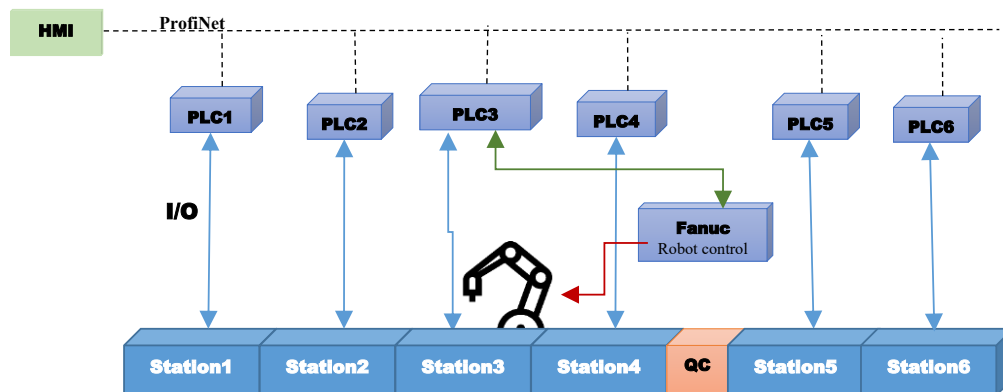 HMI
ProfiNet
PLC1
PLC2
PLC3
PLC4
PLC5
PLC6
I/O
Fanuc
Robot control
Station1
Station2
Station3
Station4
QC
Station5
Station6